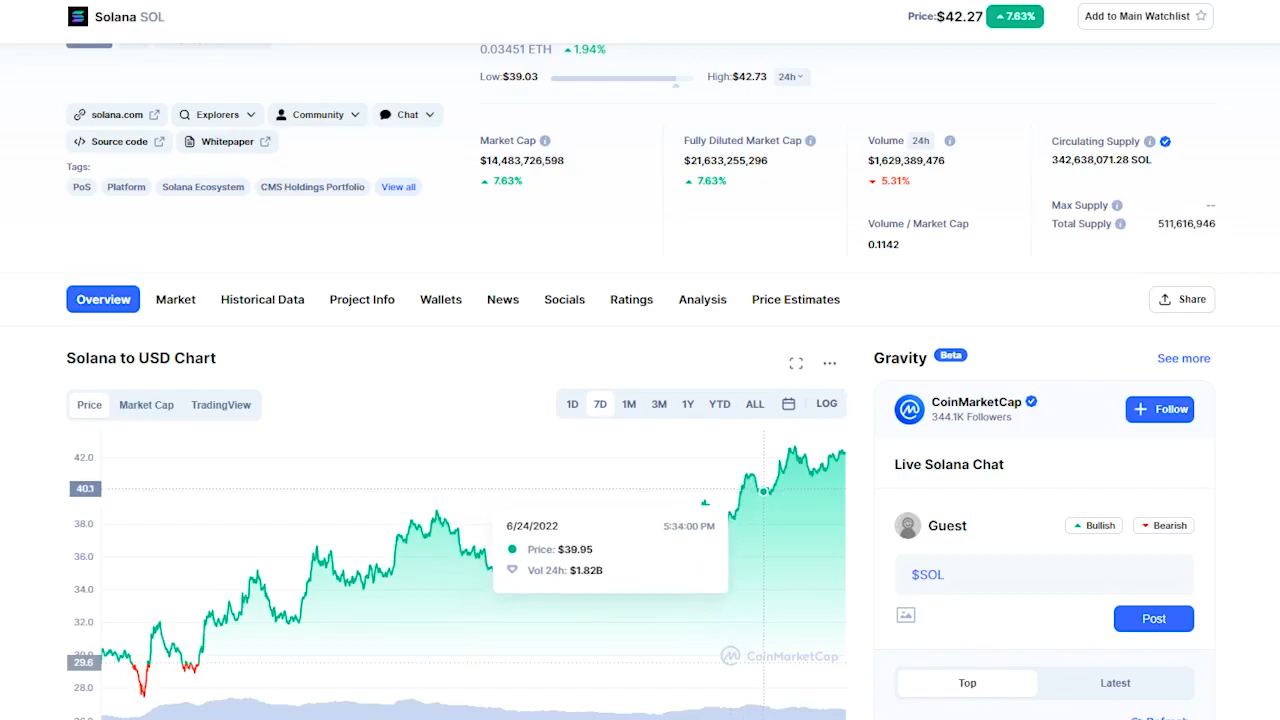 Solana SOL
Price:$42.27
7.63%
Add to Main Watchlist
0.03451 ETH
1.94%
Low:$39.03
High:$42.73
24h
solana.com
Explorers
Community
Chat
Source code
Whitepaper
Tags:
PoS
Platform
Solana Ecosystem
CMS Holdings Portfolio
View all
Market Cap
$14,483,726,598
7.63%
Fully Diluted Market Cap
$21,633,255,296
7.63%
Volume 24h
$1,629,389,476
5.31%
Volume / Market Cap
0.1142
Circulating Supply
342,638,071.28 SOL
Max Supply
--
Total Supply
511,616,946
Overview
Market
Historical Data
Project Info
Wallets
News
Socials
Ratings
Analysis
Price Estimates
Share
Solana to USD Chart
Price
Market Cap
TradingView
1D
7D
1M
3M
1Y
YTD
ALL
LOG
42.0
40.1
38.0
36.0
34.0
32.0
30.0
29.6
28.0
6/24/2022
5:34:00 PM
Price: $39.95
Vol 24h: $1.82B
CoinMarketCap
Gravity
Beta
See more
CoinMarketCap
344.1K Followers
+ Follow
Live Solana Chat
Guest
Bullish
Bearish
$SOL
Post
Top
Latest